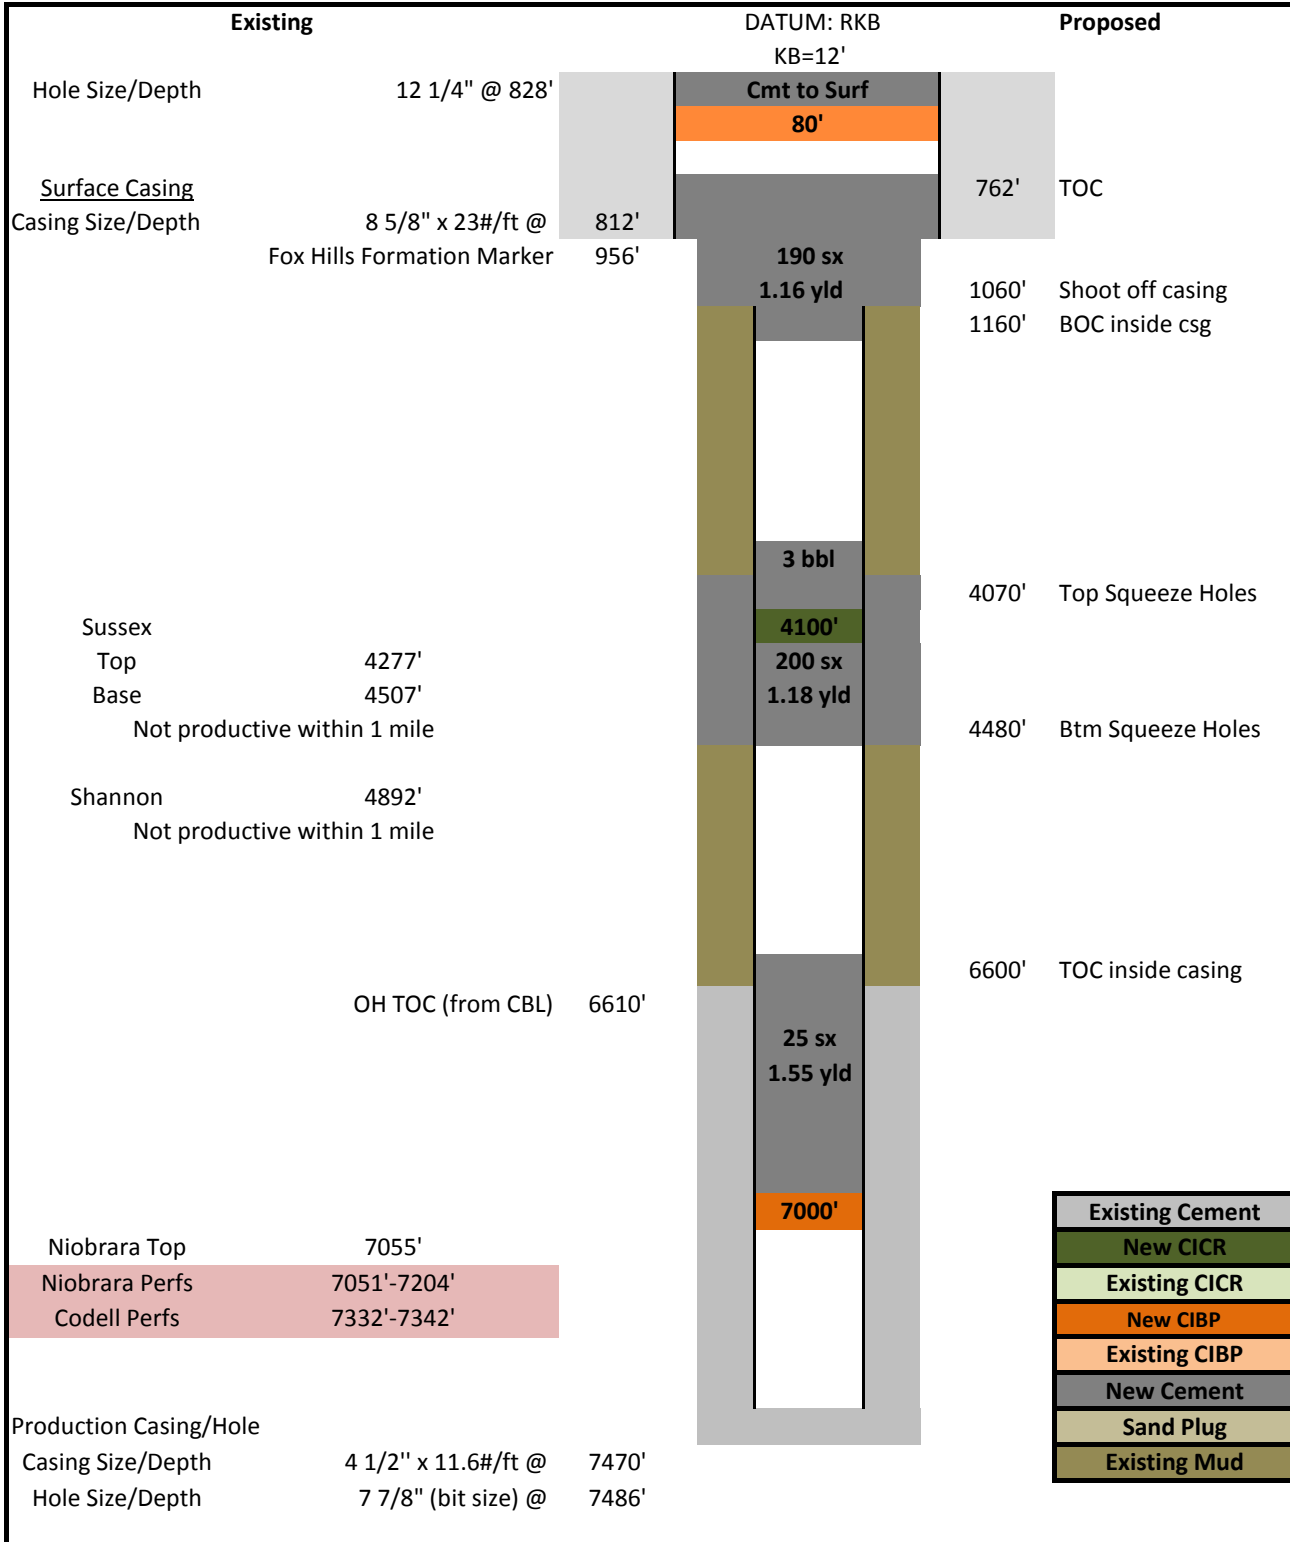 Existing DATUM: RKB Proposed
KB=12'
Hole Size/Depth 12 1/4" @ 828' Cmt to Surf
80'
Surface Casing 762' TOC
Casing Size/Depth 8 5/8" x 23#/ft @ 812'
Fox Hills Formation Marker 956' 190 sx
1.16 yld 1060' Shoot off casing
1160' BOC inside csg
3 bbl
4070' Top Squeeze Holes
Sussex 4100'
Top 4277' 200 sx
Base 4507' 1.18 yld
Not productive within 1 mile 4480' Btm Squeeze Holes
Shannon 4892'
Not productive within 1 mile
6600' TOC inside casing
OH TOC (from CBL) 6610'
25 sx
1.55 yld
7000' Existing Cement
Niobrara Top 7055' New CICR
Niobrara Perfs 7051'-7204' Existing CICR
Codell Perfs 7332'-7342' New CIBP
Existing CIBP
New Cement
Production Casing/Hole Sand Plug
Casing Size/Depth 4 1/2'' x 11.6#/ft @ 7470' Existing Mud
Hole Size/Depth 7 7/8" (bit size) @ 7486'